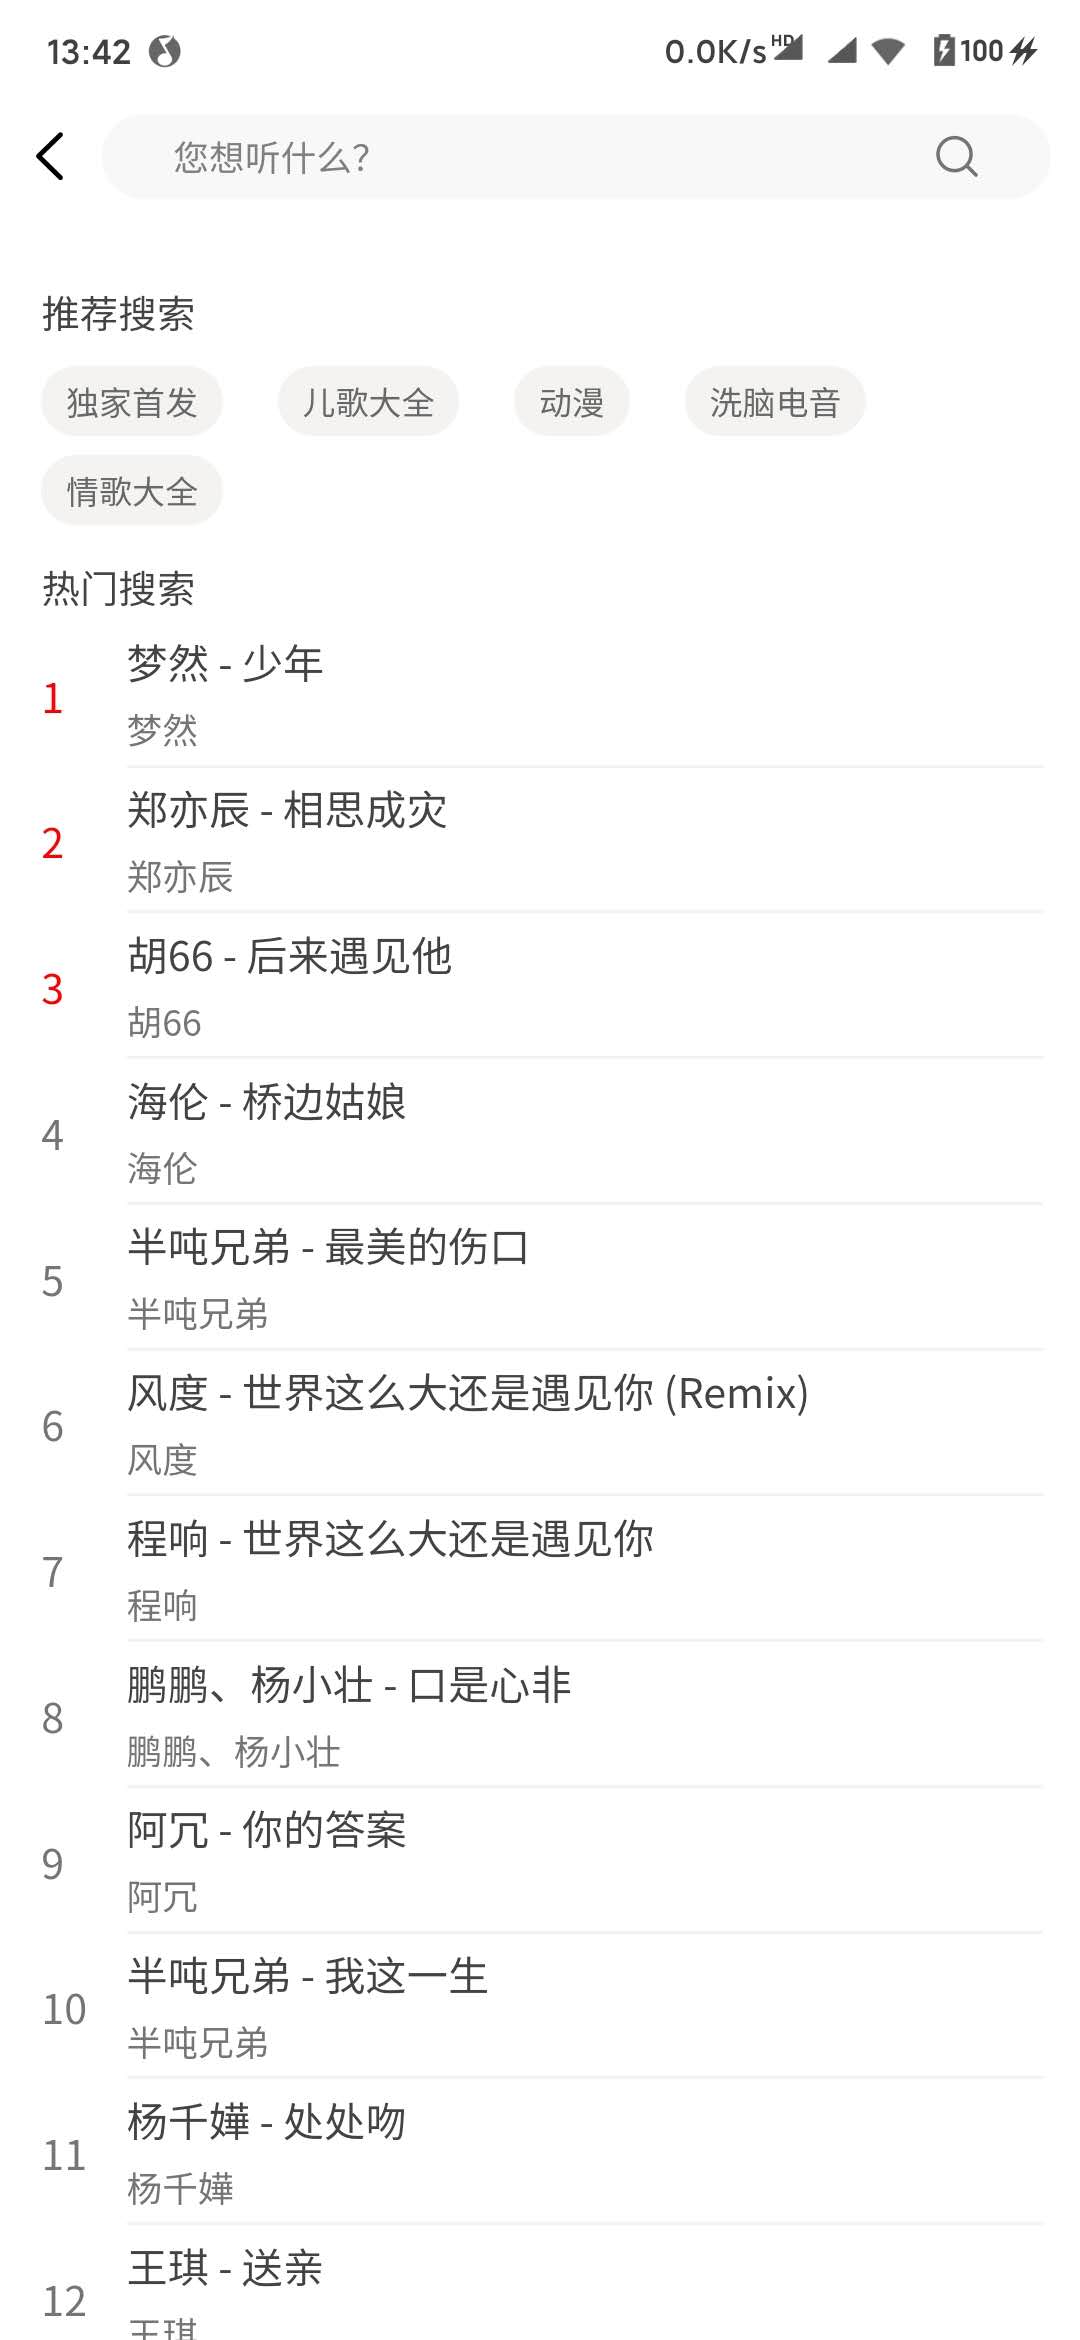 13:42 0.0K/s HD 100
您想听什么？
推荐搜索
独家首发 儿歌大全 动漫 洗脑电音
情歌大全
热门搜索
1
梦然 - 少年
梦然
2
郑亦辰 - 相思成灾
郑亦辰
3
胡66 - 后来遇见他
胡66
4
海伦 - 桥边姑娘
海伦
5
半吨兄弟 - 最美的伤口
半吨兄弟
6
风度 - 世界这么大还是遇见你 (Remix)
风度
7
程响 - 世界这么大还是遇见你
程响
8
鹏鹏、杨小壮 - 口是心非
鹏鹏、杨小壮
9
阿冗 - 你的答案
阿冗
10
半吨兄弟 - 我这一生
半吨兄弟
11
杨千嬅 - 处处吻
杨千嬅
12
王琪 - 送亲
王琪